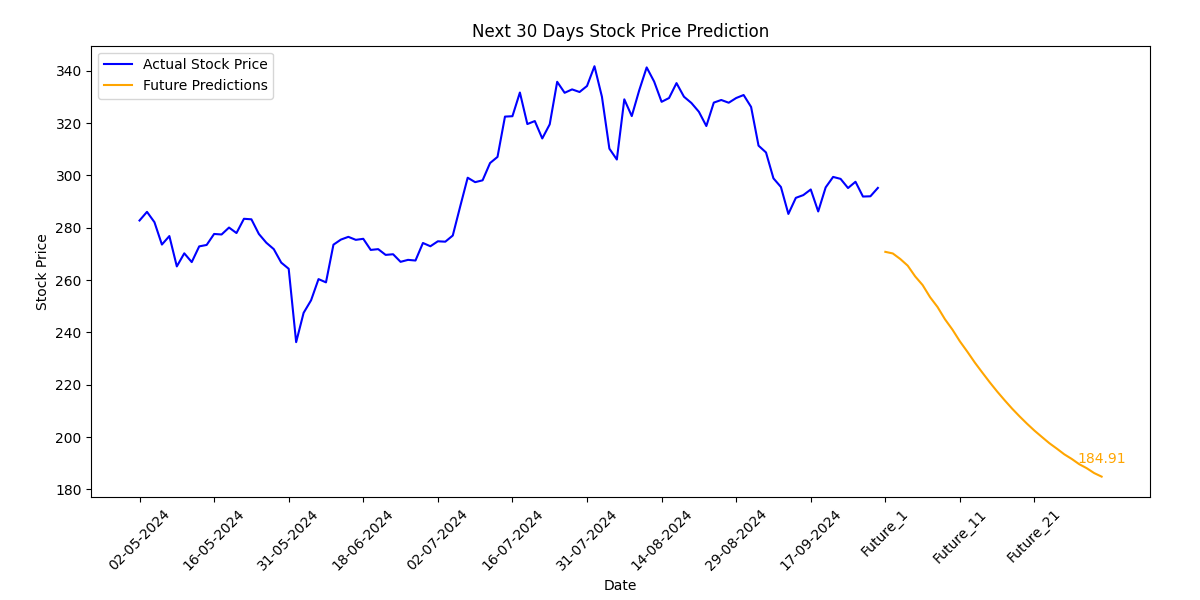 Next 30 Days Stock Price Prediction
Actual Stock Price
Future Predictions
340
320
300
280
260
240
220
200
180
Stock Price
184.91
02-05-2024
16-05-2024
31-05-2024
18-06-2024
02-07-2024
16-07-2024
31-07-2024
14-08-2024
29-08-2024
17-09-2024
Future_1
Future_11
Future_21
Date